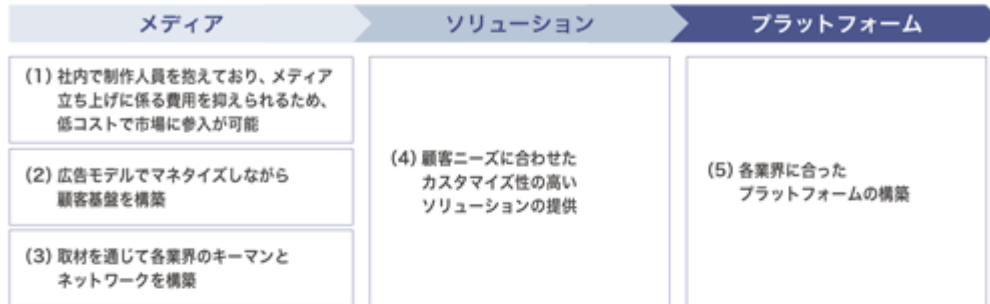 メディア
ソリューション
プラットフォーム
(1) 社内で制作人員を抱えており、メディア
立ち上げに係る費用を抑えられるため、
低コストで市場に参入が可能
(2) 広告モデルでマネタイズしながら
顧客基盤を構築
(3) 取材を通じて各業界のキーマンと
ネットワークを構築
(4) 顧客ニーズに合わせた
カスタマイズ性の高い
ソリューションの提供
(5) 各業界に合った
プラットフォームの構築